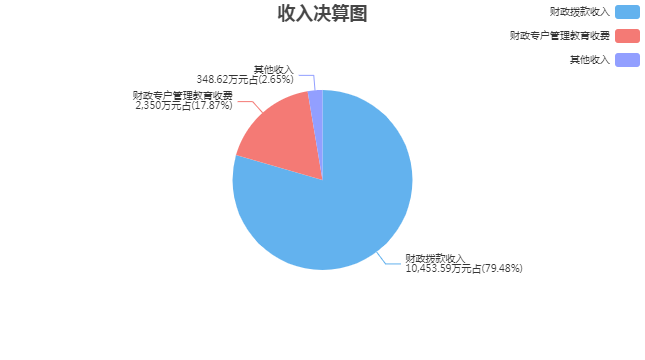 收入决算图
财政拨款收入
财政专户管理教育收费
其他收入
其他收入
348.62万元占(2.65%)
财政专户管理教育收费
2,350万元占(17.87%)
财政拨款收入
10,453.59万元占(79.48%)